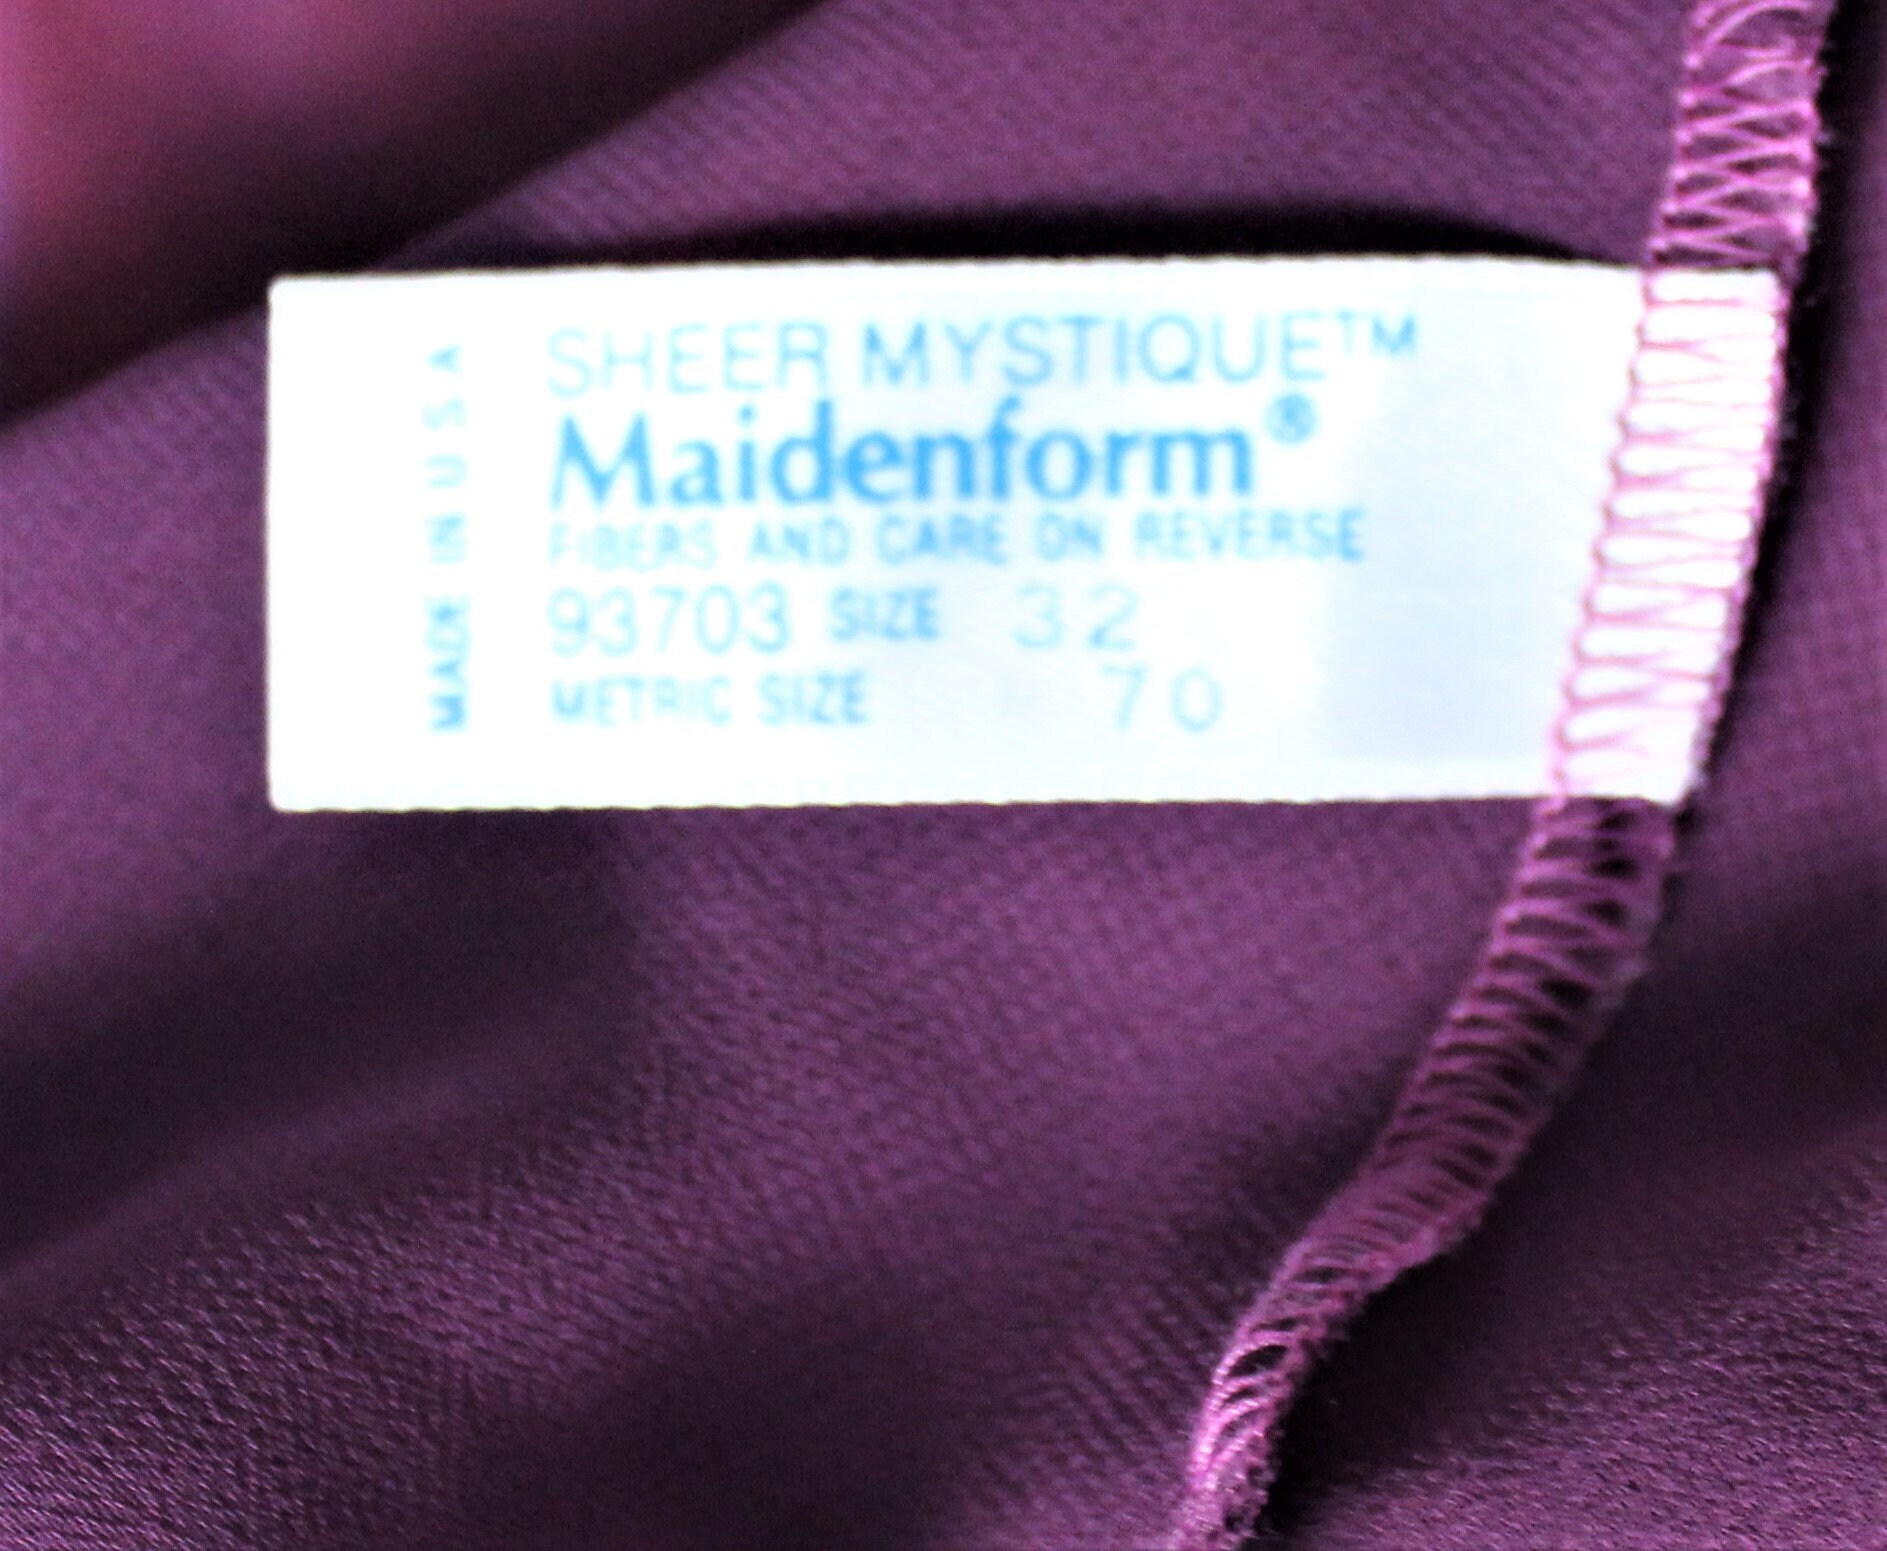 SHEER MYSTIQUE™
Maidenform®
FIBERS AND CARE ON REVERSE
93703 SIZE 32
METRIC SIZE 70
MADE IN USA